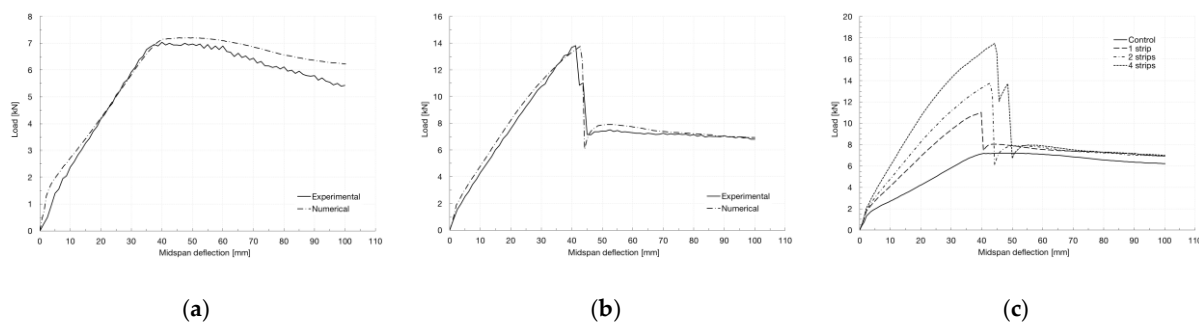 8
7
6
5
4
3
2
1
0
Load [kN]
Experimental
Numerical
0 10 20 30 40 50 60 70 80 90 100 110
Midspan deflection [mm]
(a)
16
14
12
10
8
6
4
2
0
Load [kN]
Experimental
Numerical
0 10 20 30 40 50 60 70 80 90 100 110
Midspan deflection [mm]
(b)
20
18
16
14
12
10
8
6
4
2
0
Load [kN]
Control
1 strip
2 strips
4 strips
0 10 20 30 40 50 60 70 80 90 100 110
Midspan deflection [mm]
(c)